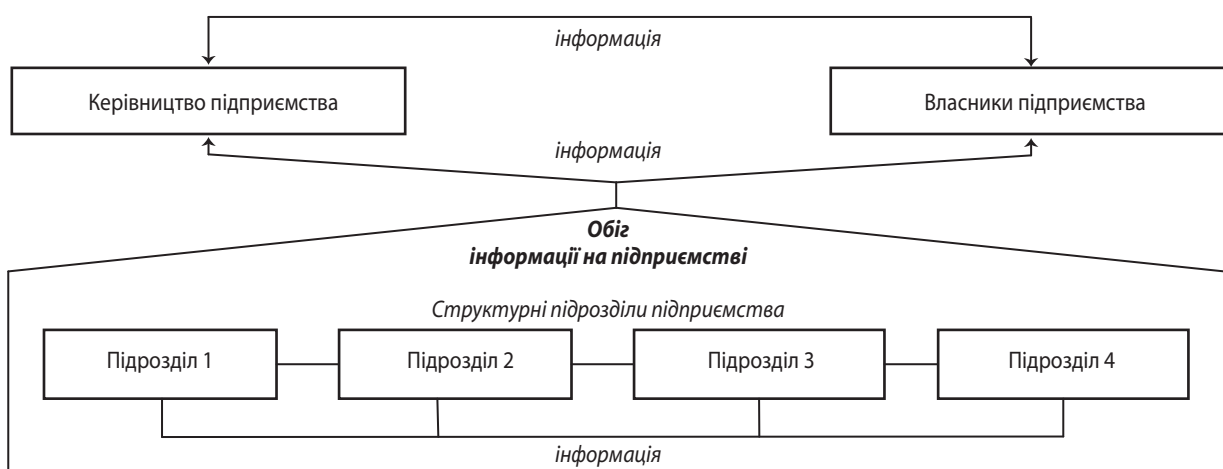 інформація
Керівництво підприємства
Власники підприємства
інформація
Обіг
інформації на підприємстві
Структурні підрозділи підприємства
Підрозділ 1
Підрозділ 2
Підрозділ 3
Підрозділ 4
інформація